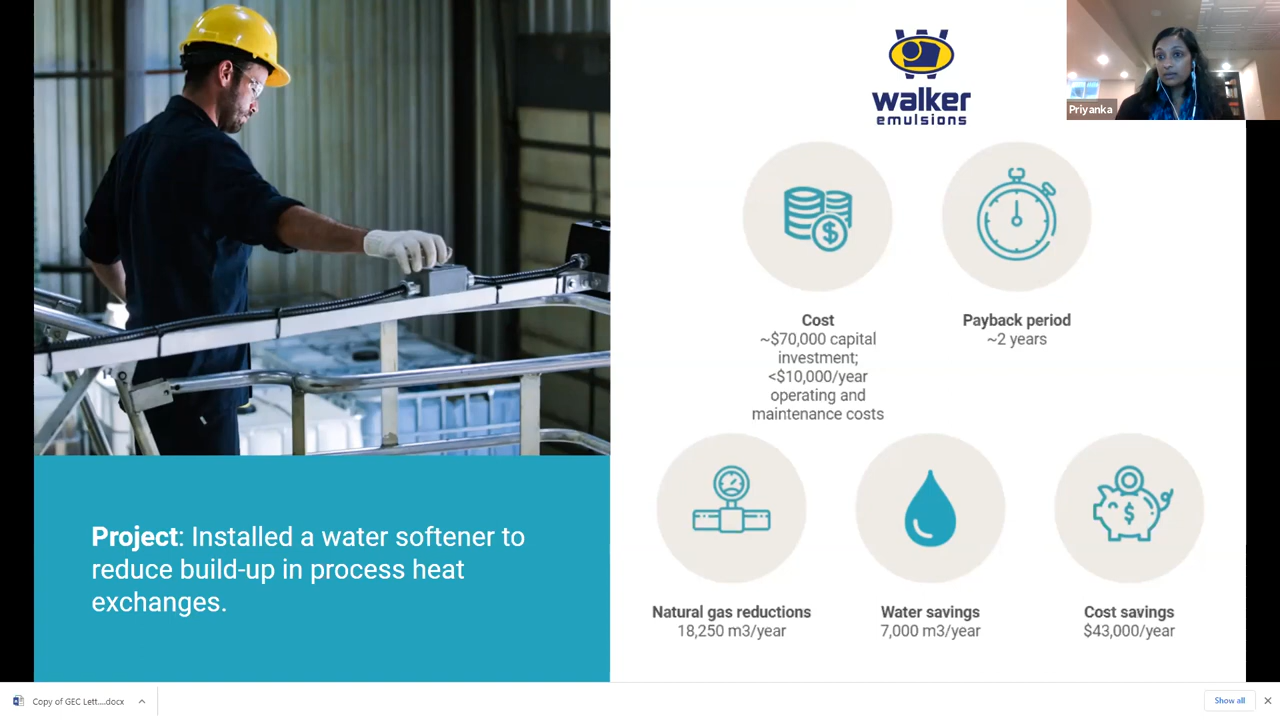 walker
emulsions
Priyanka
Cost
~$70,000 capital
investment;
<$10,000/year
operating and
maintenance costs
Payback period
~2 years
Project: Installed a water softener to
reduce build-up in process heat
exchanges.
Natural gas reductions
18,250 m3/year
Water savings
7,000 m3/year
Cost savings
$43,000/year
Copy of GEC Lett....docx
Show all